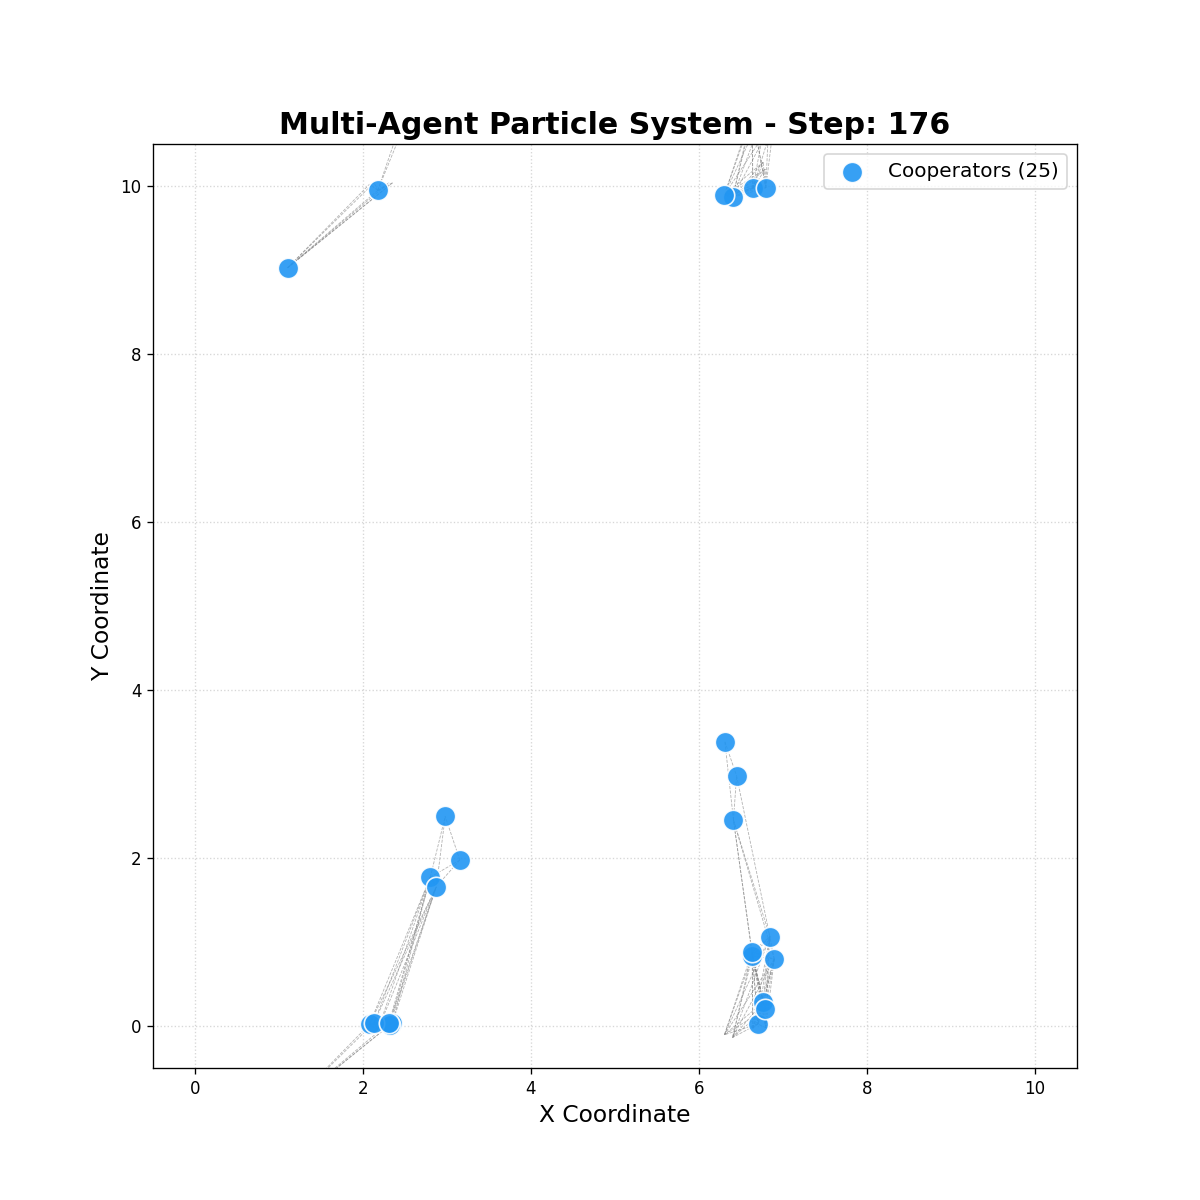 Multi-Agent Particle System - Step: 176
Cooperators (25)
10
8
6
4
2
0
Y Coordinate
0 2 4 6 8 10
X Coordinate